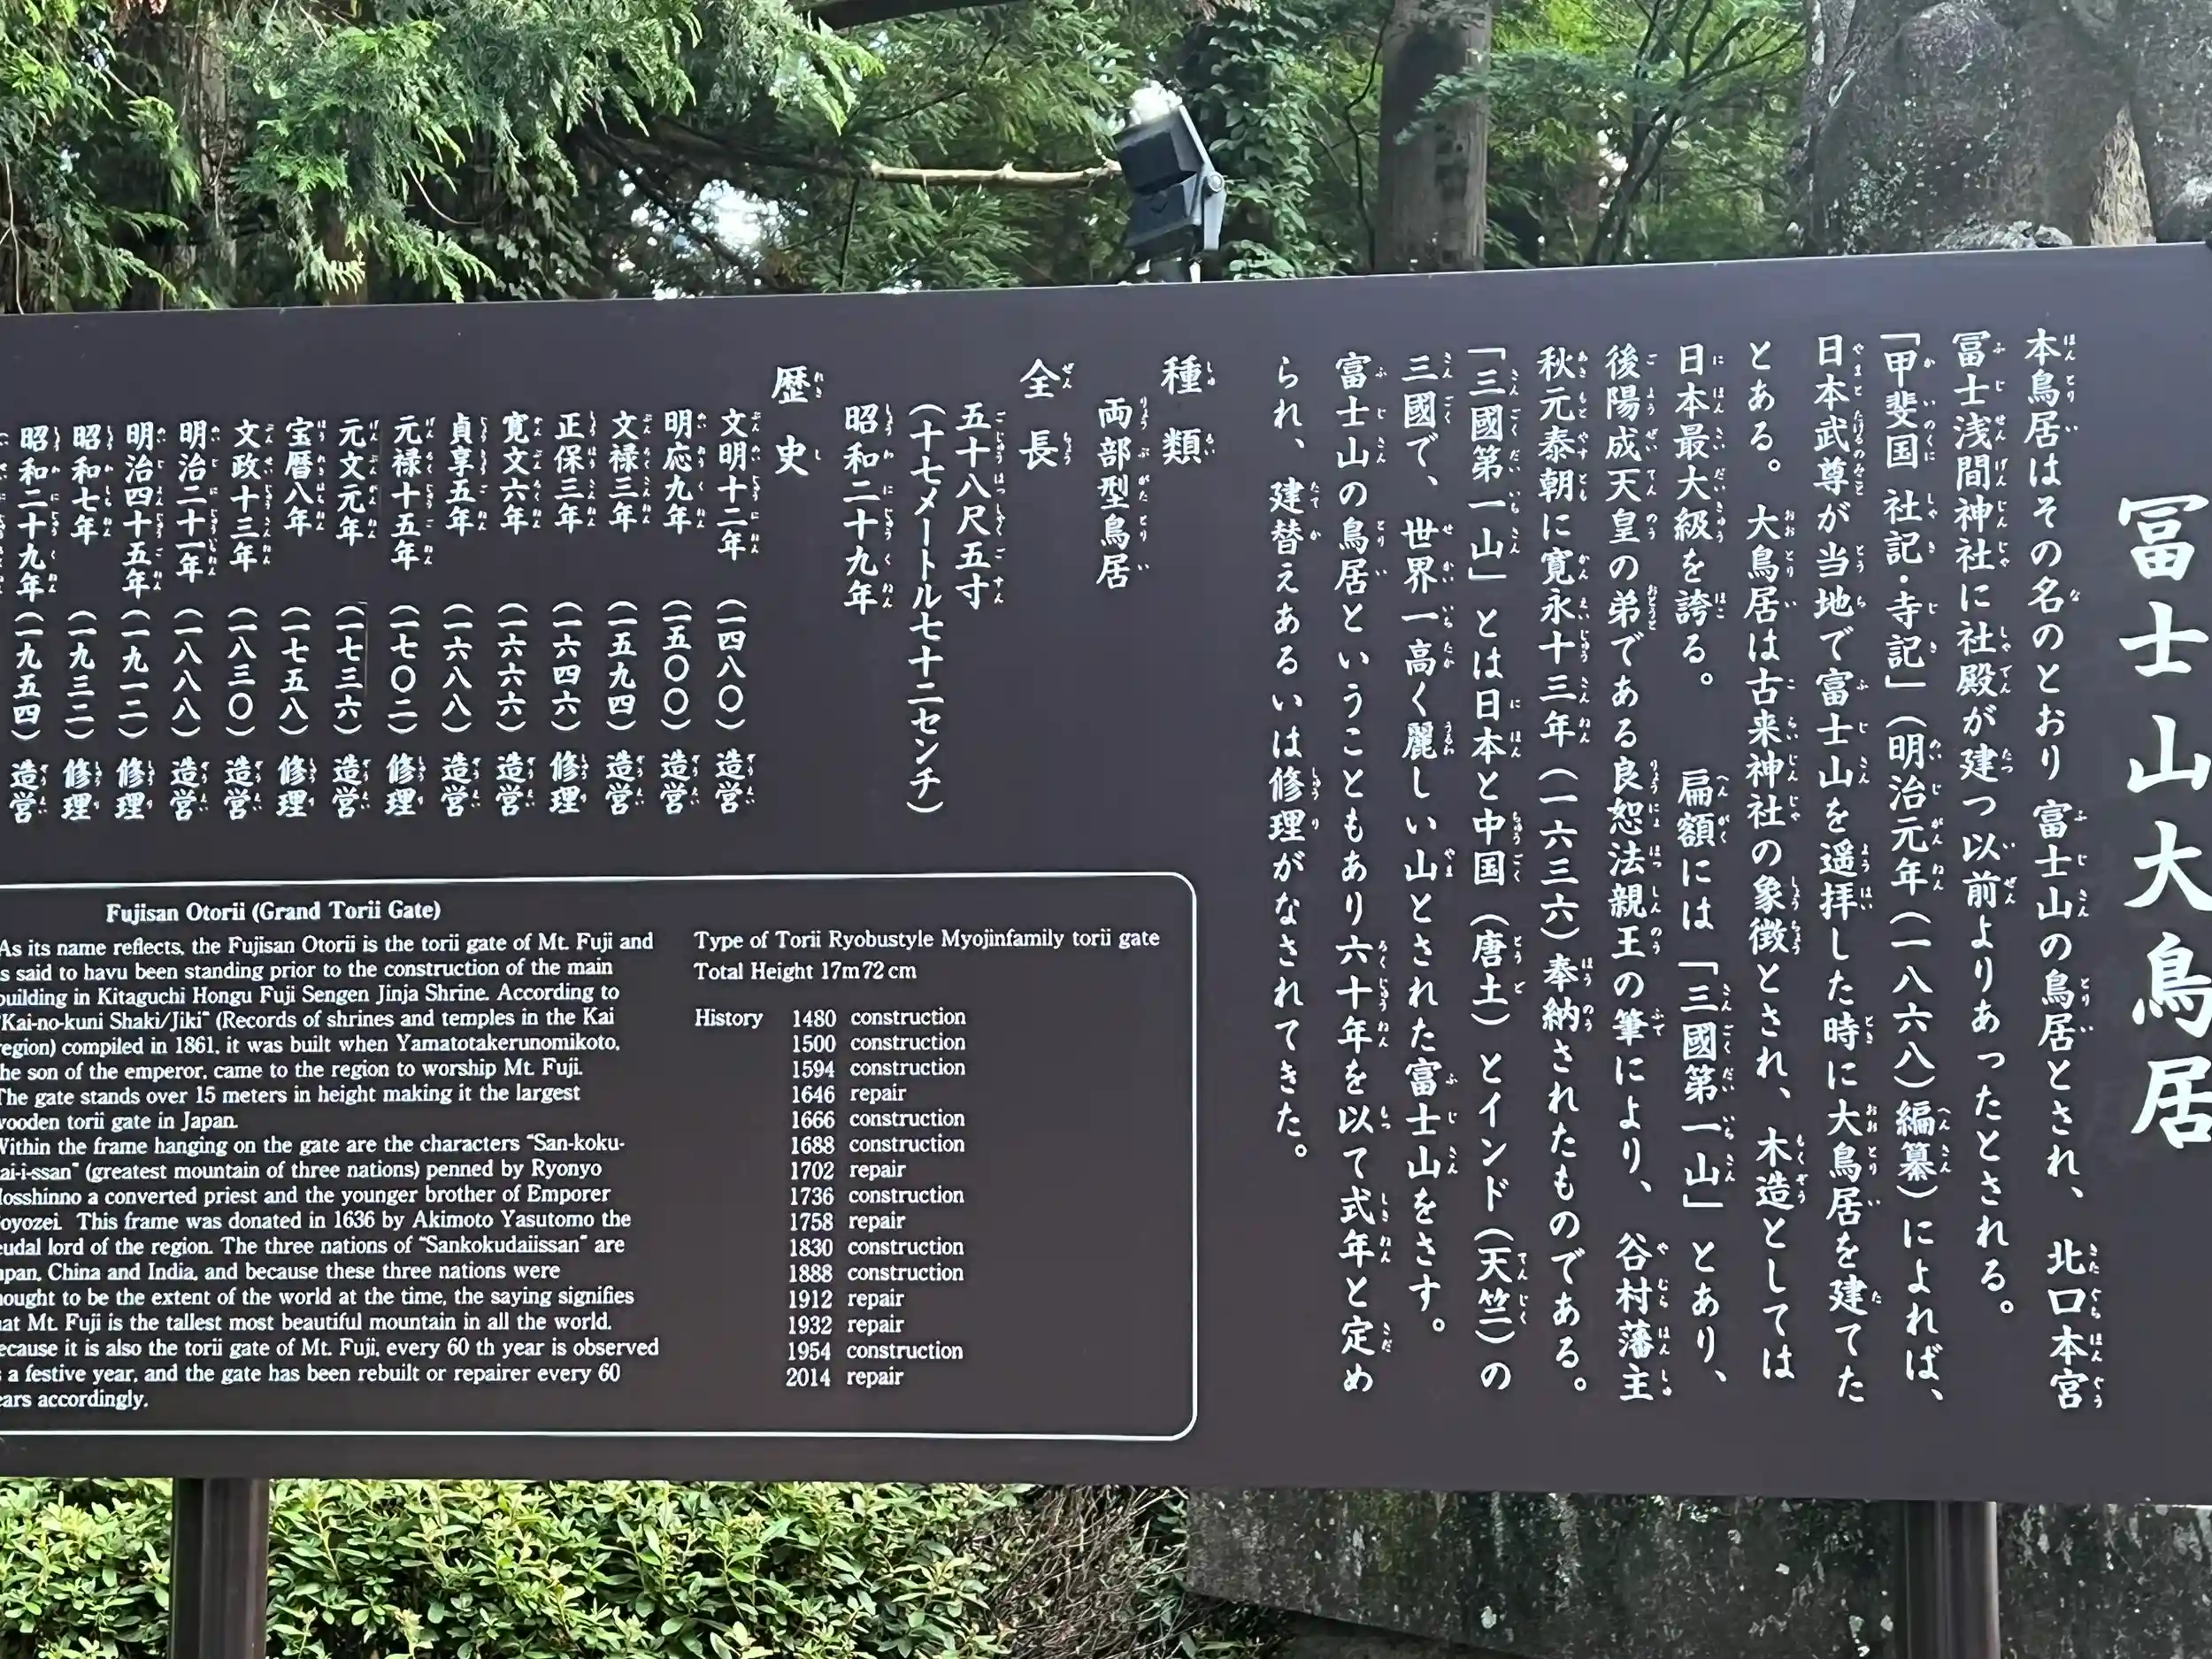 冨士山大鳥居
本鳥居はその名のとおり 富士山の鳥居とされ、北口本宮
冨士浅間神社に社殿が建つ以前よりあったとされる。
「甲斐国 社記・寺記」(明治元年(一八六八)編纂)によれば、
日本武尊が当地で富士山を遥拝した時に大鳥居を建てた
とある。大鳥居は古来神社の象徴とされ、木造としては
日本最大級を誇る。 扁額には「三國第一山」とあり、
後陽成天皇の弟である良恕法親王の筆により、谷村藩主
秋元泰朝に寛永十三年(一六三六)奉納されたものである。
「三國第一山」とは日本と中国(唐土)とインド(天竺)の
三國で、世界一高く麗しい山とされた富士山をさす。
富士山の鳥居ということもあり六十年を以て式年と定め
られ、建替えあるいは修理がなされてきた。
種類
両部型鳥居
全長
五十八尺五寸
(十七メートル七十二センチ)
昭和二十九年
歴史
文明十二年(一四八〇)造営
明応九年(一五〇〇)造営
文禄三年(一五九四)造営
正保三年(一六四六)修理
寛文六年(一六六六)造営
貞享五年(一六八八)造営
元禄十五年(一七〇二)修理
元文元年(一七三六)造営
宝暦八年(一七五八)修理
文政十三年(一八三〇)造営
明治二十一年(一八八八)造営
明治四十五年(一九一二)修理
昭和七年(一九三二)修理
昭和二十九年(一九五四)造営
Fujisan Otorii (Grand Torii Gate)
As its name reflects, the Fujisan Otorii is the torii gate of Mt. Fuji and
s said to havu been standing prior to the construction of the main
building in Kitaguchi Hongu Fuji Sengen Jinja Shrine. According to
"Kai-no-kuni Shaki/Jiki" (Records of shrines and temples in the Kai
region) compiled in 1861, it was built when Yamatotakerunomikoto,
he son of the emperor, came to the region to worship Mt. Fuji.
The gate stands over 15 meters in height making it the largest
wooden torii gate in Japan.
Within the frame hanging on the gate are the characters "San-koku-
ai-i-ssan" (greatest mountain of three nations) penned by Ryonyo
Hosshinno a converted priest and the younger brother of Emporer
oyozei. This frame was donated in 1636 by Akimoto Yasutomo the
eudal lord of the region. The three nations of "Sankokudaiissan" are
apan, China and India, and because these three nations were
hought to be the extent of the world at the time, the saying signifies
hat Mt. Fuji is the tallest most beautiful mountain in all the world.
ecause it is also the torii gate of Mt. Fuji, every 60 th year is observed
s a festive year, and the gate has been rebuilt or repairer every 60
ears accordingly.
Type of Torii Ryobustyle Myojinfamily torii gate
Total Height 17m72cm
History 1480 construction
1500 construction
1594 construction
1646 repair
1666 construction
1688 construction
1702 repair
1736 construction
1758 repair
1830 construction
1888 construction
1912 repair
1932 repair
1954 construction
2014 repair